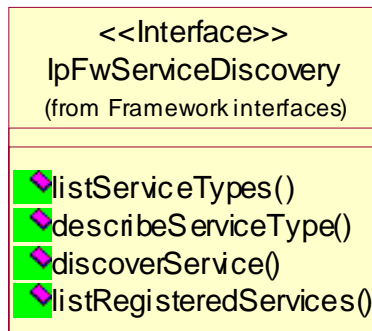 <<Interface>>
IpFwServiceDiscovery
(from Framework interfaces)
listServiceTypes()
describeServiceType()
discoverService()
listRegisteredServices()